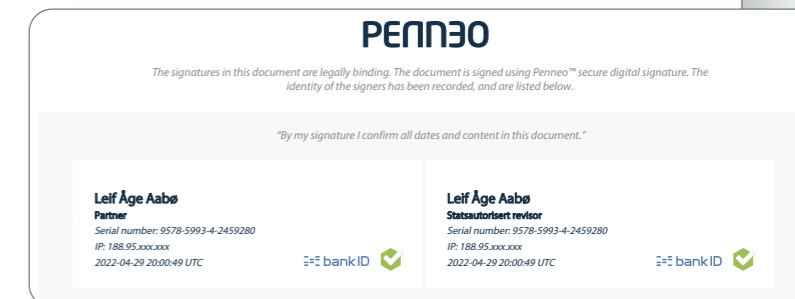 PENNEO
The signatures in this document are legally binding. The document is signed using Penneo™ secure digital signature. The
identity of the signers has been recorded, and are listed below.
“By my signature I confirm all dates and content in this document.”
Leif Åge Aabø
Partner
Serial number: 9578-5993-4-2459280
IP: 188.95.xxx.xxx
2022-04-29 20:00:49 UTC
bankID
Leif Åge Aabø
Statsautorisert revisor
Serial number: 9578-5993-4-2459280
IP: 188.95.xxx.xxx
2022-04-29 20:00:49 UTC
bankID